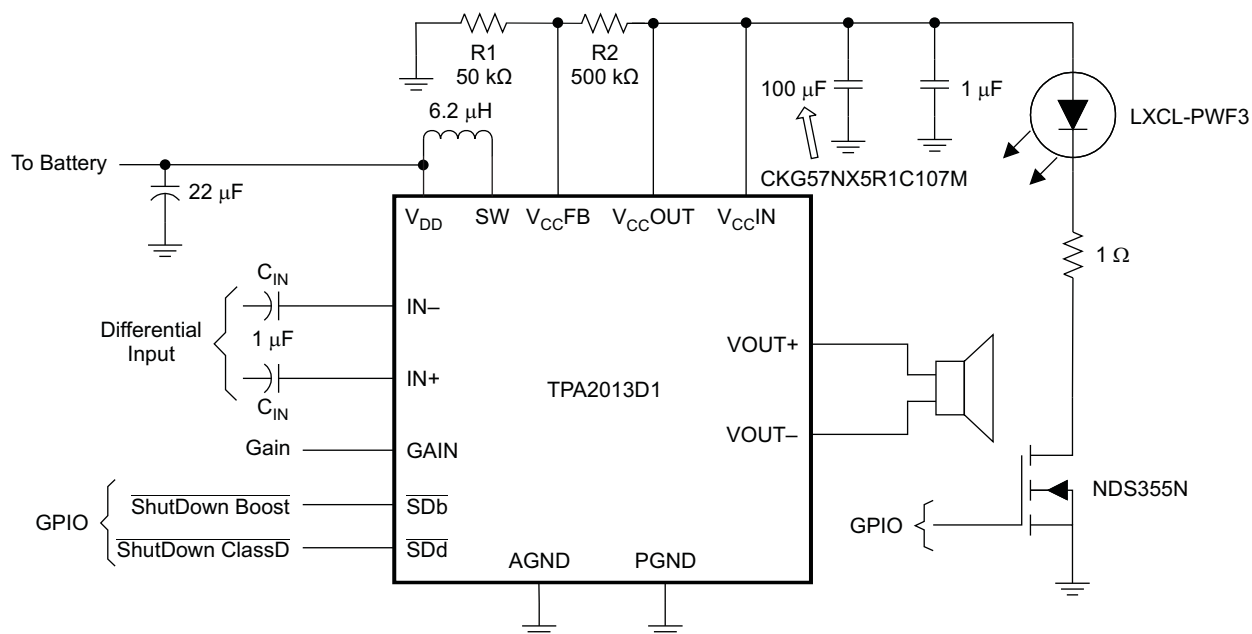 R1
50 kΩ
R2
500 kΩ
100 μF
1 μF
6.2 μH
LXCL-PWF3
To Battery
22 μF
CKG57NX5R1C107M
VDD
SW
VCCFB
VCCOUT
VCCIN
1 Ω
CIN
IN–
Differential
Input
1 μF
VOUT+
IN+
TPA2013D1
CIN
VOUT–
Gain
GAIN
NDS355N
GPIO
ShutDown Boost
SDb
GPIO
ShutDown ClassD
SDd
AGND
PGND